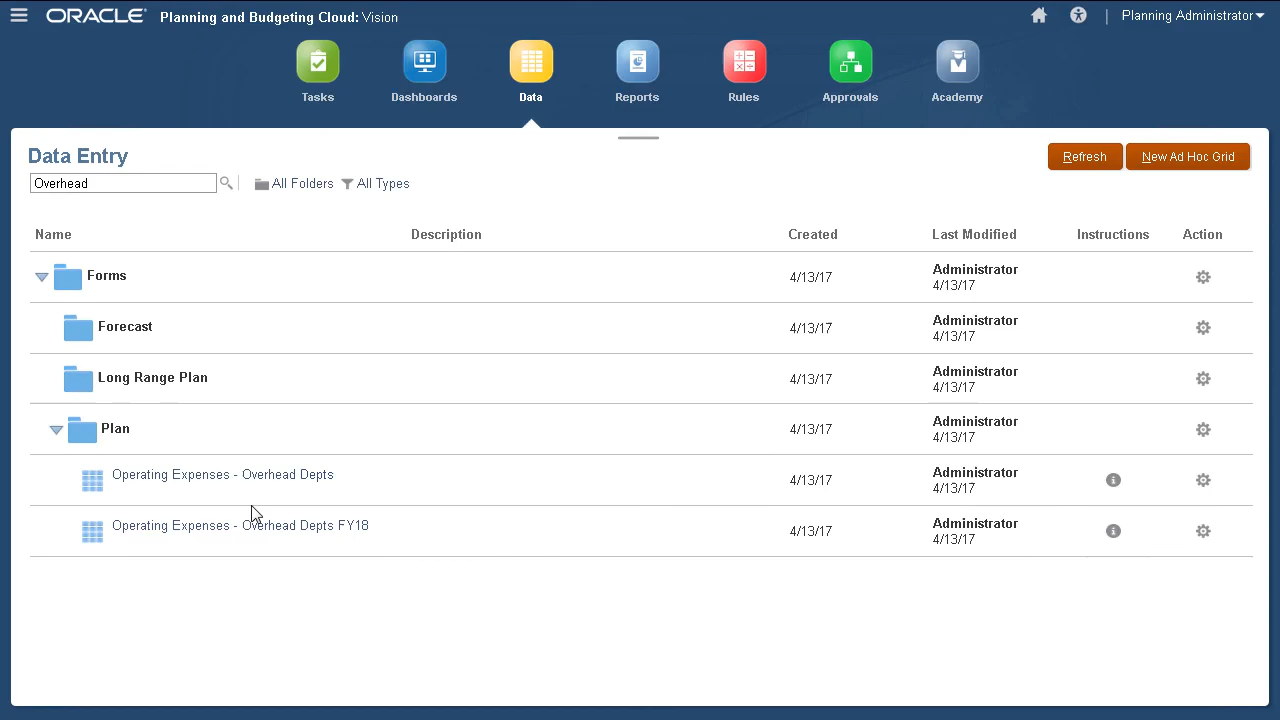 ORACLE Planning and Budgeting Cloud: Vision
Planning Administrator
Tasks
Dashboards
Data
Reports
Rules
Approvals
Academy
Data Entry
Refresh
New Ad Hoc Grid
Overhead
All Folders
All Types
Name
Description
Created
Last Modified
Instructions
Action
Forms
4/13/17
Administrator
4/13/17
Forecast
4/13/17
Administrator
4/13/17
Long Range Plan
4/13/17
Administrator
4/13/17
Plan
4/13/17
Administrator
4/13/17
Operating Expenses - Overhead Depts
4/13/17
Administrator
4/13/17
Operating Expenses - Overhead Depts FY18
4/13/17
Administrator
4/13/17